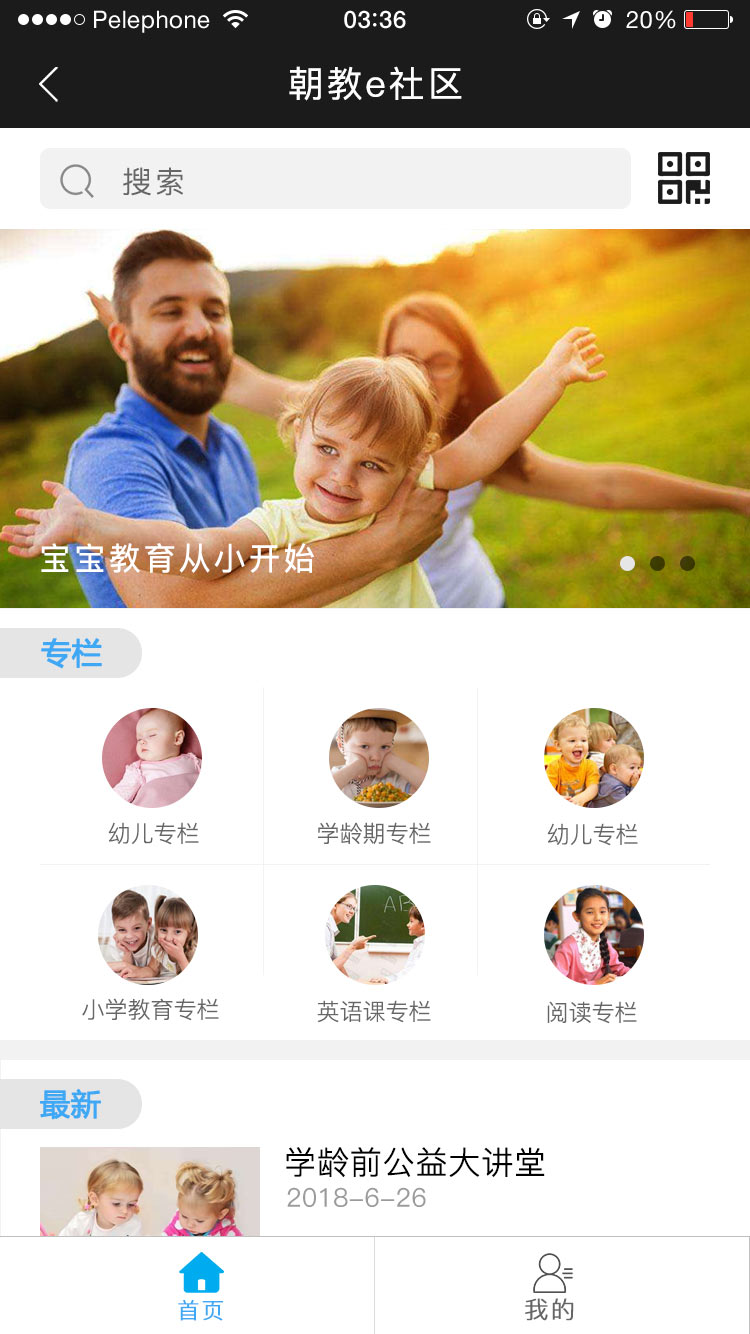 Pelephone 03:36 20%
朝教e社区
搜索
宝宝教育从小开始
专栏
幼儿专栏 学龄期专栏 幼儿专栏
AB
小学教育专栏 英语课专栏 阅读专栏
最新
学龄前公益大讲堂
2018-6-26
首页 我的